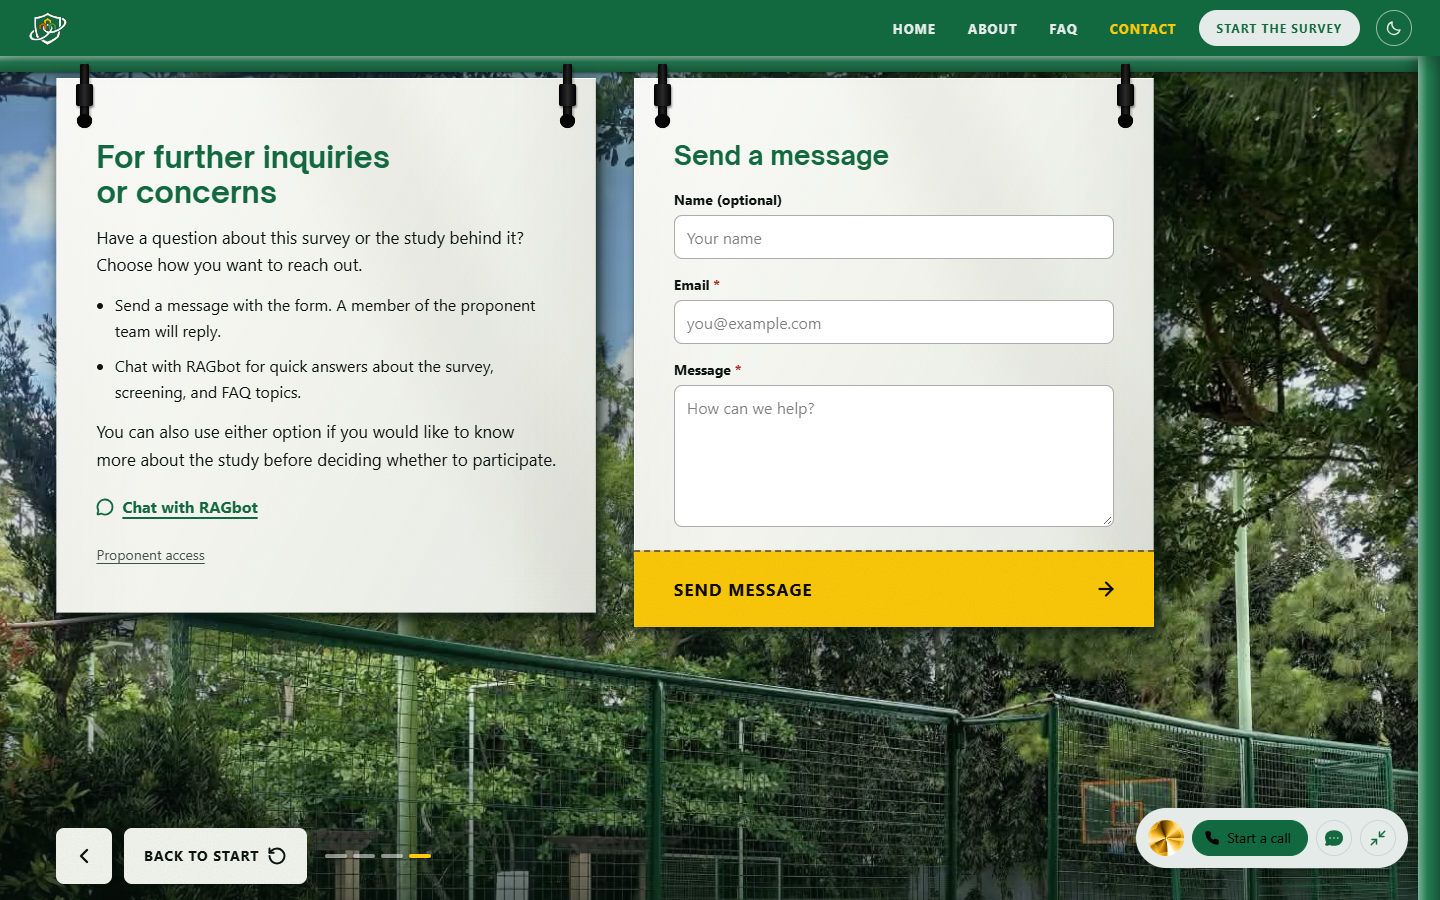 HOME
ABOUT
FAQ
CONTACT
START THE SURVEY
For further inquiries
or concerns
Have a question about this survey or the study behind it?
Choose how you want to reach out.
• Send a message with the form. A member of the proponent
team will reply.
• Chat with RAGbot for quick answers about the survey,
screening, and FAQ topics.
You can also use either option if you would like to know
more about the study before deciding whether to participate.
Chat with RAGbot
Proponent access
Send a message
Name (optional)
Your name
Email *
you@example.com
Message *
How can we help?
SEND MESSAGE
BACK TO START
Start a call